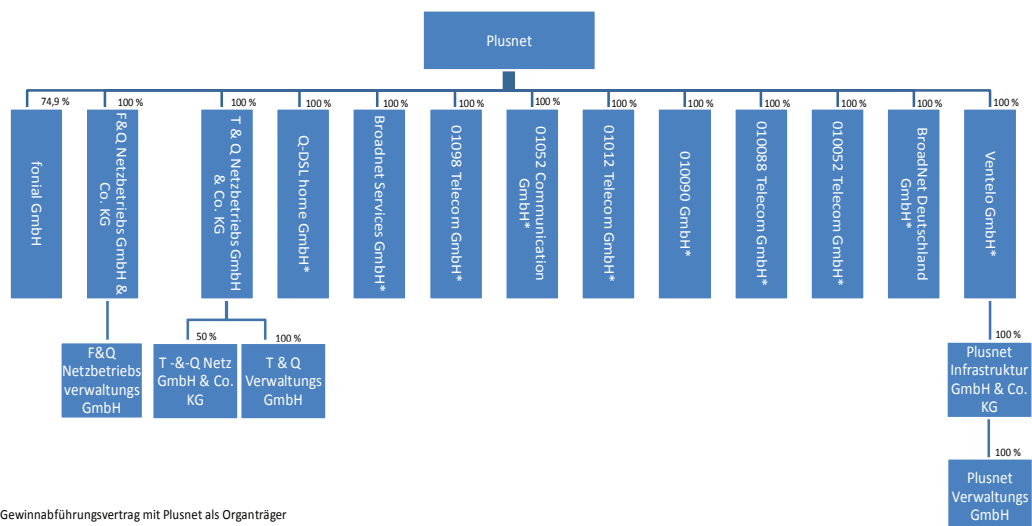 Plusnet
74,9 %
100 %
100 %
100 %
100 %
100 %
100 %
100 %
100 %
100 %
100 %
100 %
100 %
fonial GmbH
F&Q Netzbetriebs GmbH &
Co. KG
T & Q Netzbetriebs GmbH
& Co. KG
Q-DSL home GmbH*
Broadnet Services GmbH*
01098 Telecom GmbH*
01052 Communication
GmbH*
01012 Telecom GmbH*
010090 GmbH*
010088 Telecom GmbH*
010052 Telecom GmbH*
BroadNet Deutschland
GmbH*
Ventelo GmbH*
50 %
100 %
100 %
F&Q
Netzbetriebs
verwaltungs
GmbH
T -&-Q Netz
GmbH & Co.
KG
T & Q
Verwaltungs
GmbH
Plusnet
Infrastruktur
GmbH & Co.
KG
100 %
Plusnet
Verwaltungs
GmbH
Gewinnabführungsvertrag mit Plusnet als Organträger